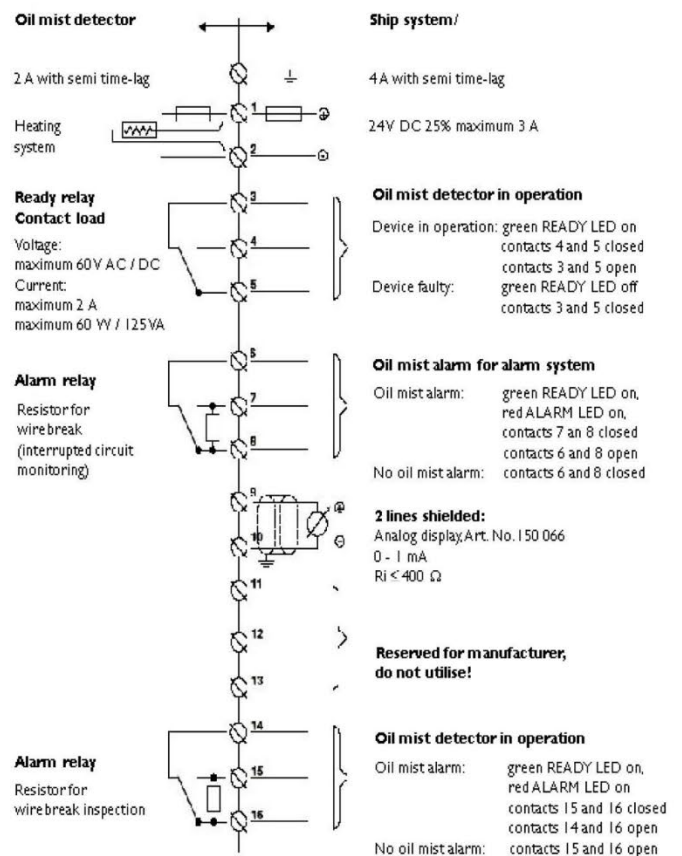 Oil mist detector
Ship system/
2 A with semi time-lag
4 A with semi time-lag
1
Heating
system
24V DC 25% maximum 3 A
2
Ready relay
Contact load
Voltage:
maximum 60V AC / DC
Current:
maximum 2 A
maximum 60 VV / 125VA
3
4
5
Oil mist detector in operation
Device in operation: green READY LED on
contacts 4 and 5 closed
contacts 3 and 5 open
Device faulty: green READY LED off
contacts 3 and 5 closed
Alarm relay
Resistor for
wirebreak
(interrupted circuit
monitoring)
6
7
8
Oil mist alarm for alarm system
Oil mist alarm: green READY LED on,
red ALARM LED on,
contacts 7 an 8 closed
contacts 6 and 8 open
No oil mist alarm: contacts 6 and 8 closed
9
10
2 lines shielded:
Analog display, Art. No. 150 066
0 - 1 mA
Ri ≤ 400 Ω
11
12
13
Reserved for manufacturer,
do not utilise!
Alarm relay
Resistor for
wirebreak inspection
14
15
16
Oil mist detector in operation
Oil mist alarm: green READY LED on,
red ALARM LED on
contacts 15 and 16 closed
contacts 14 and 16 open
No oil mist alarm: contacts 15 and 16 open